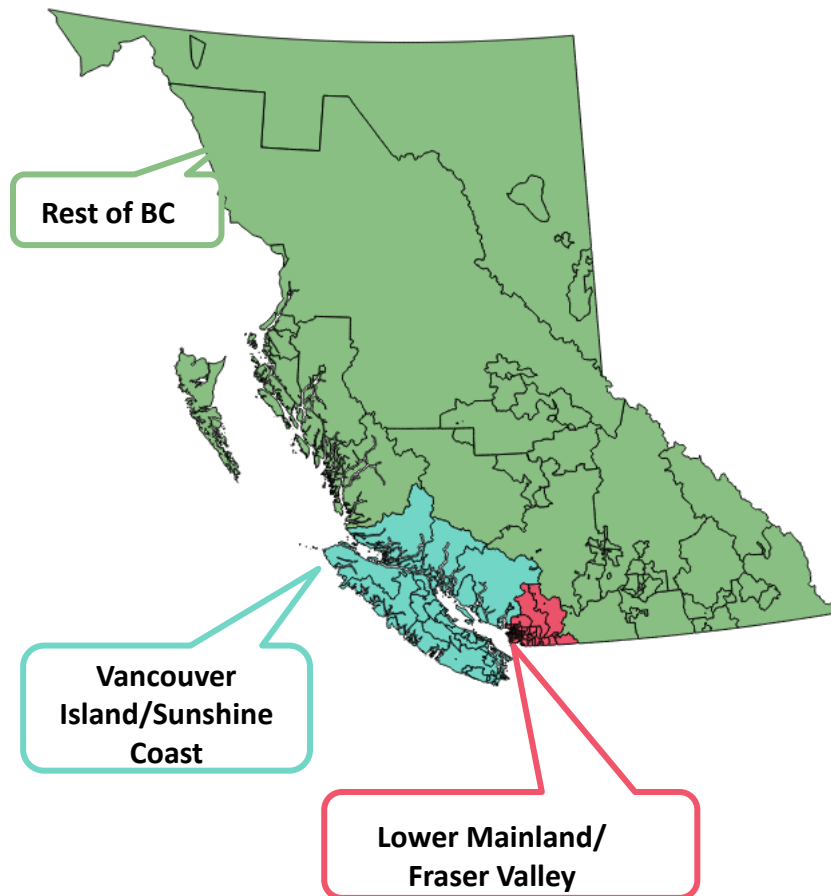 Rest of BC
Vancouver
Island/Sunshine
Coast
Lower Mainland/
Fraser Valley